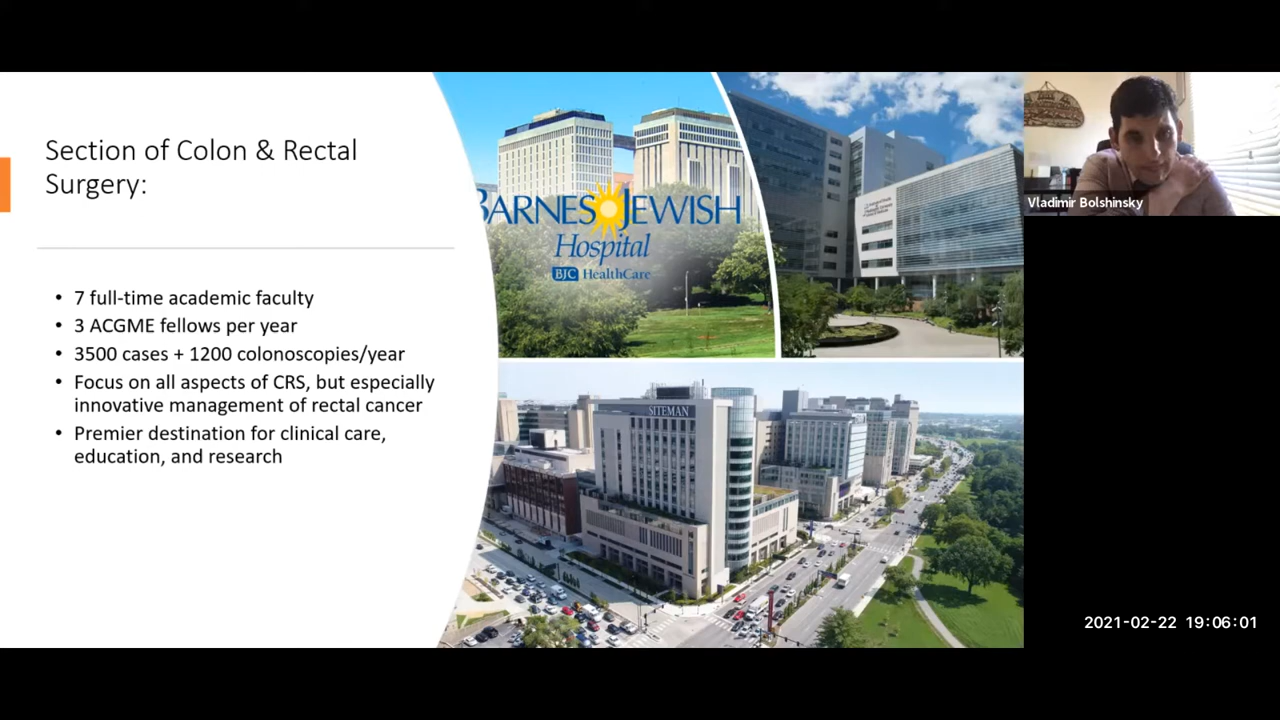 Section of Colon & Rectal
Surgery:
• 7 full-time academic faculty
• 3 ACGME fellows per year
• 3500 cases + 1200 colonoscopies/year
• Focus on all aspects of CRS, but especially
innovative management of rectal cancer
• Premier destination for clinical care,
education, and research
BARNES JEWISH
Hospital
BJC HealthCare
SITEMAN
Vladimir Bolshinsky
2021-02-22 19:06:01